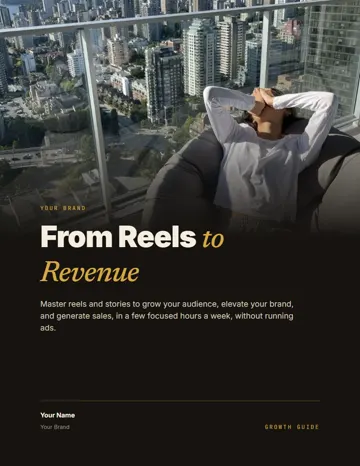 YOUR BRAND
From Reels to
Revenue
Master reels and stories to grow your audience, elevate your brand,
and generate sales, in a few focused hours a week, without running
ads.
Your Name
Your Brand
GROWTH GUIDE